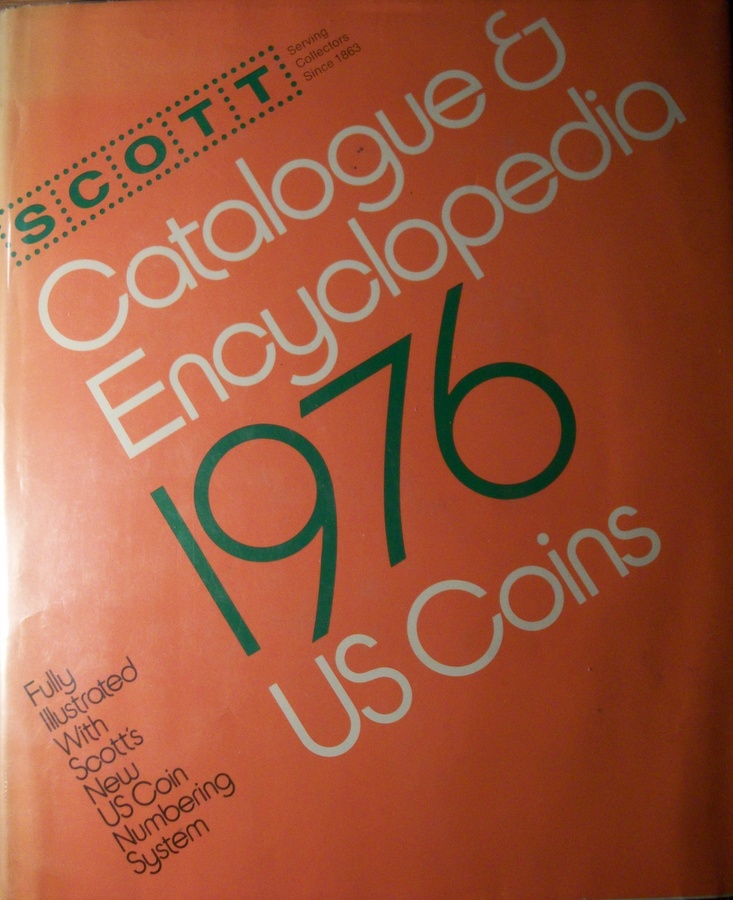 SCOTT
Serving
Collectors
Since 1863
Catalogue &
Encyclopedia
1976
US Coins
Fully
Illustrated
With
Scott's
New
US Coin
Numbering
System